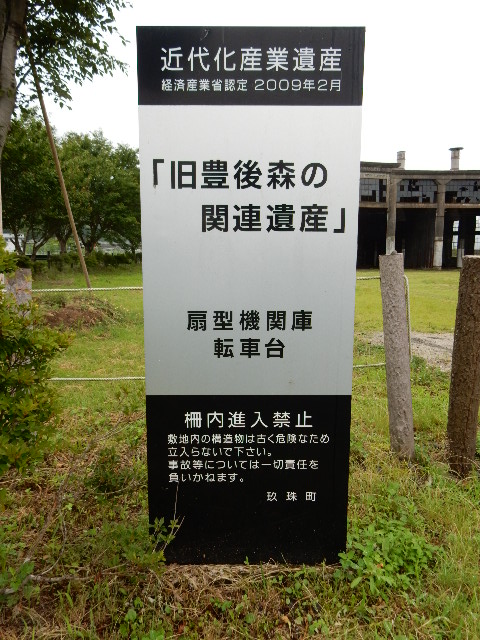 近代化産業遺産
経済産業省認定 2009年2月
「旧豊後森の
関連遺産」
扇型機関庫
転車台
柵内進入禁止
敷地内の構造物は古く危険なため
立入らないで下さい。
事故等については一切責任を
負いかねます。
玖珠町